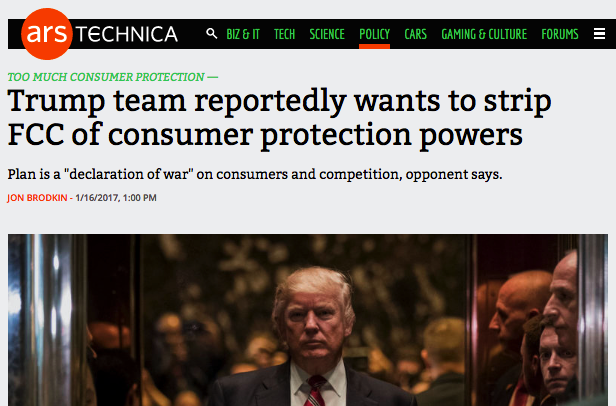 ars TECHNICA
BIZ & IT TECH SCIENCE POLICY CARS GAMING & CULTURE FORUMS
TOO MUCH CONSUMER PROTECTION —
Trump team reportedly wants to strip
FCC of consumer protection powers
Plan is a "declaration of war" on consumers and competition, opponent says.
JON BRODKIN - 1/16/2017, 1:00 PM